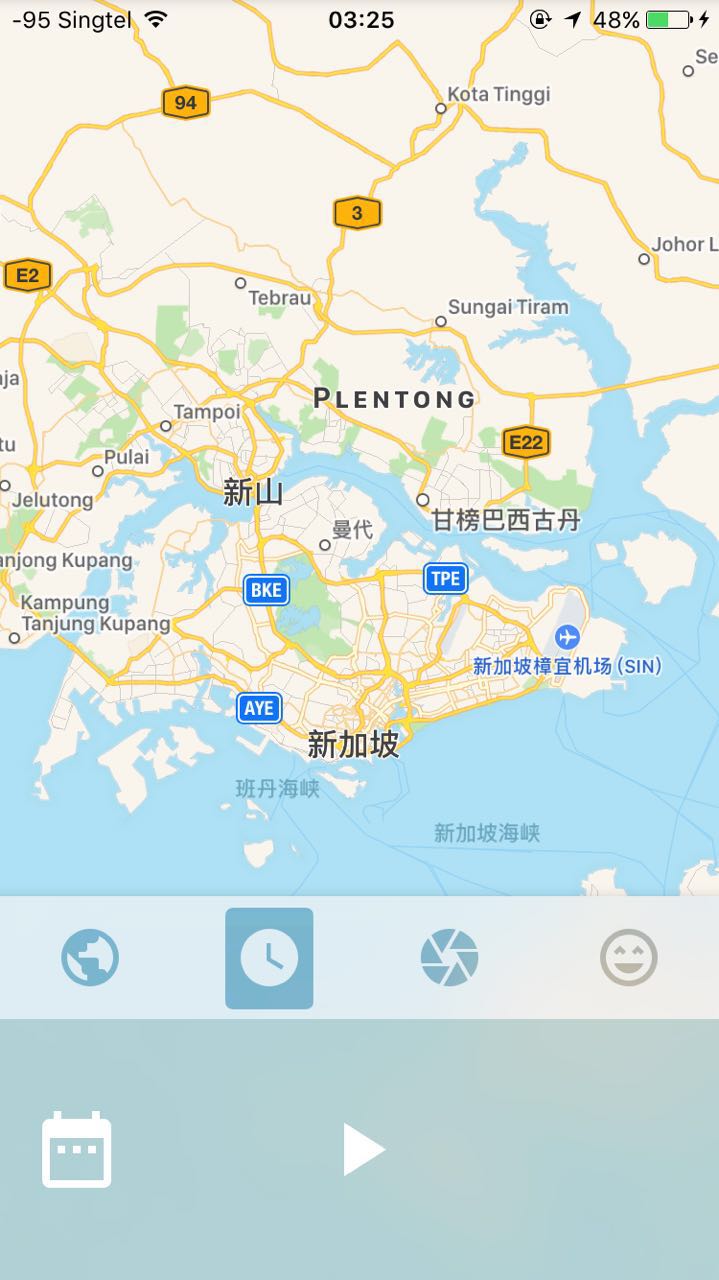 -95 Singtel 03:25 48%
Se
Kota Tinggi
94
3
Johor L
E2
Tebrau
Sungai Tiram
ja
PLENTONG
Tampoi
tu
E22
Pulai
新山
Jelutong
甘榜巴西古丹
曼代
anjong Kupang
TPE
BKE
Kampung
Tanjung Kupang
新加坡樟宜机场 (SIN)
AYE
新加坡
班丹海峡
新加坡海峡